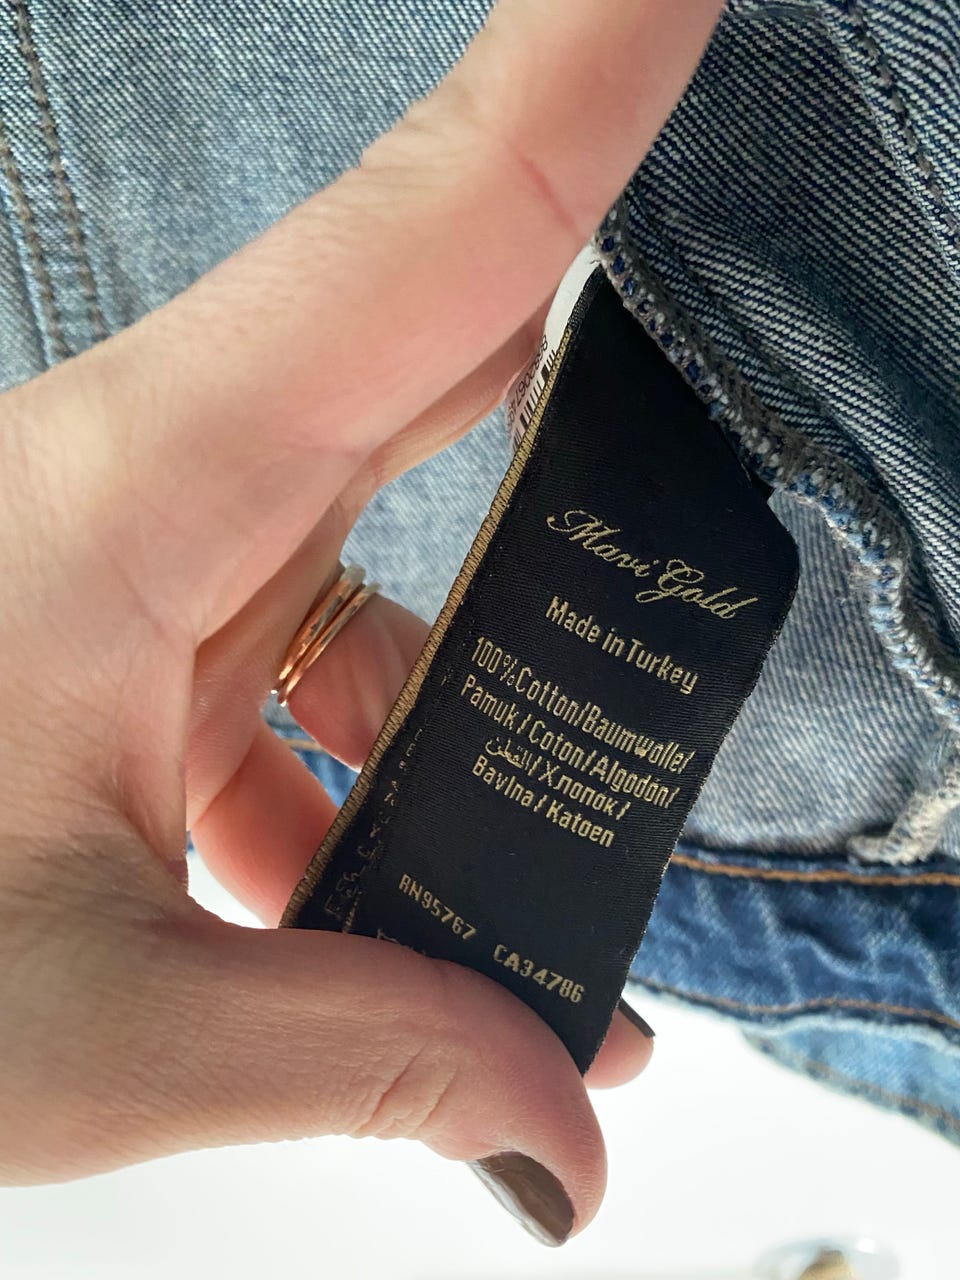 Mavi Gold
Made in Turkey
100%Cotton/Baumwolle/
Pamuk/Coton/Algodon/
القطن/Хлопок/
Bavlna/Katoen
RN95767 CA34786